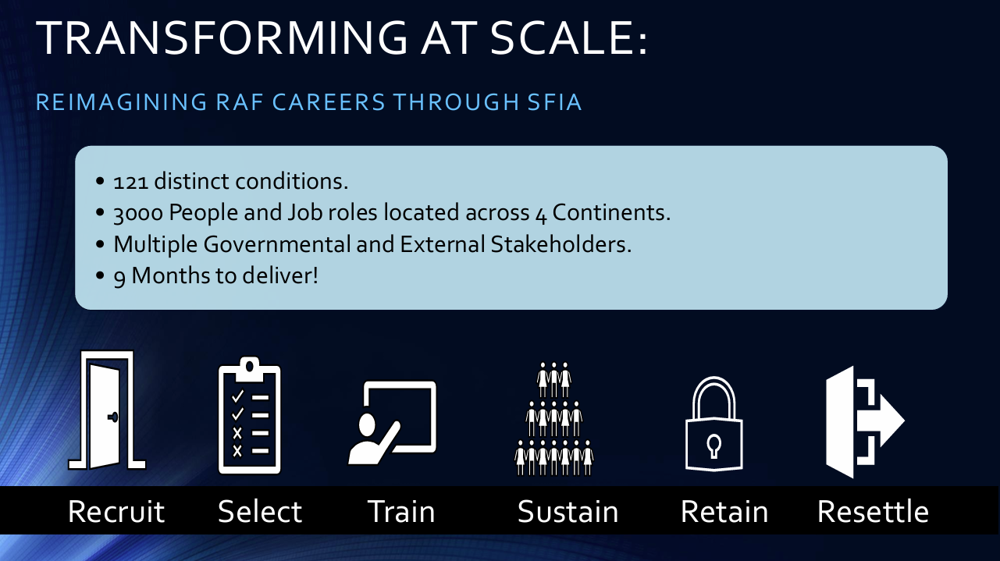 TRANSFORMING AT SCALE:
REIMAGINING RAF CAREERS THROUGH SFIA
• 121 distinct conditions.
• 3000 People and Job roles located across 4 Continents.
• Multiple Governmental and External Stakeholders.
• 9 Months to deliver!
Recruit Select Train Sustain Retain Resettle